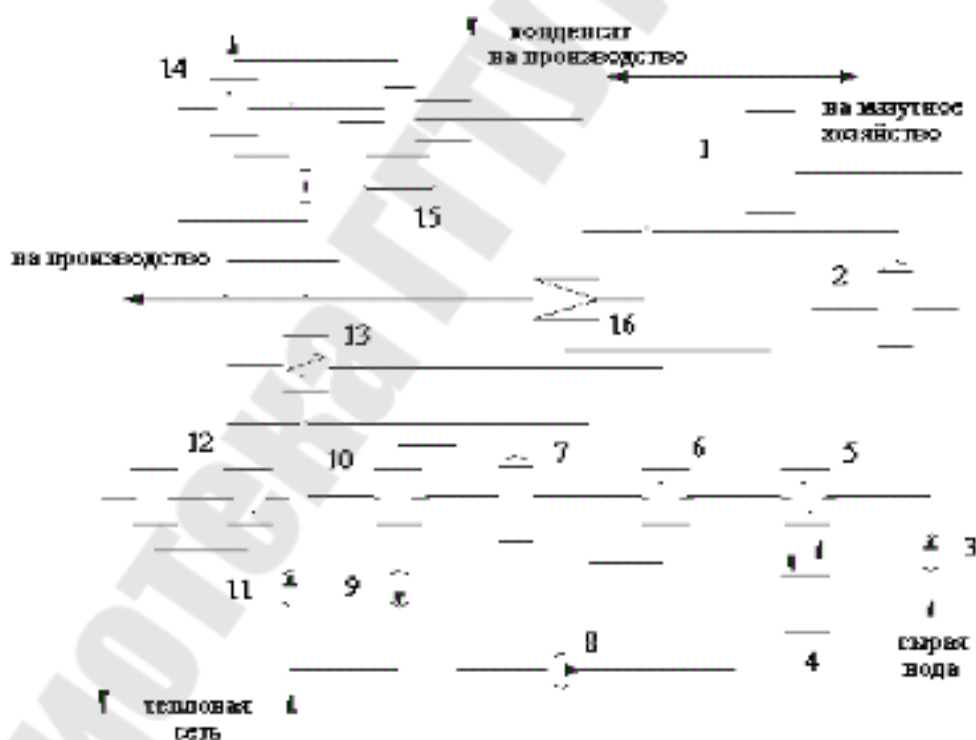 конденсат
на производство
14
на мазутное
хозяйство
1
15
на производство
2
16
13
12
10
7
6
5
3
11
9
8
4
сырая
вода
тепловая
сеть